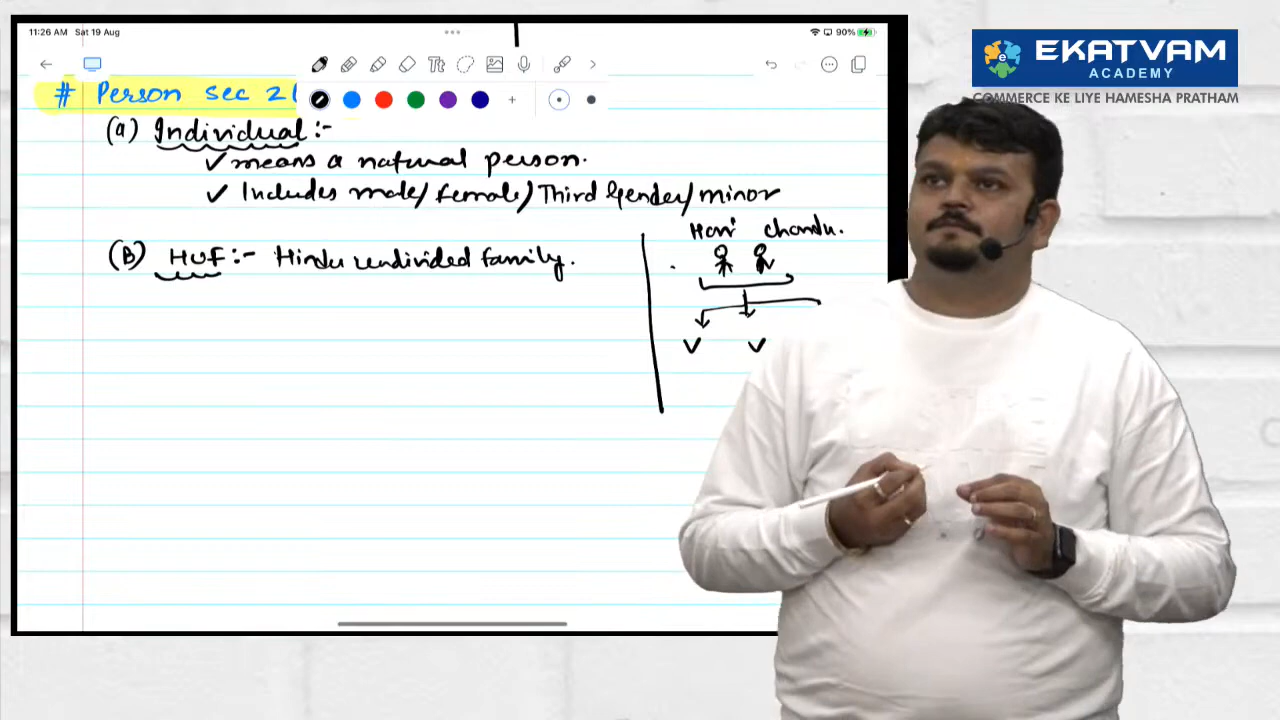 11:26 AM Sat 19 Aug
90%
EKATVAM
ACADEMY
COMMERCE KE LIYE HAMESHA PRATHAM
# Person sec 2(
(a) Individual :-
✓ means a natural person.
✓ Includes male/female/Third Gender/minor
Hari Chandu.
(B) HUF :- Hindu undivided family.